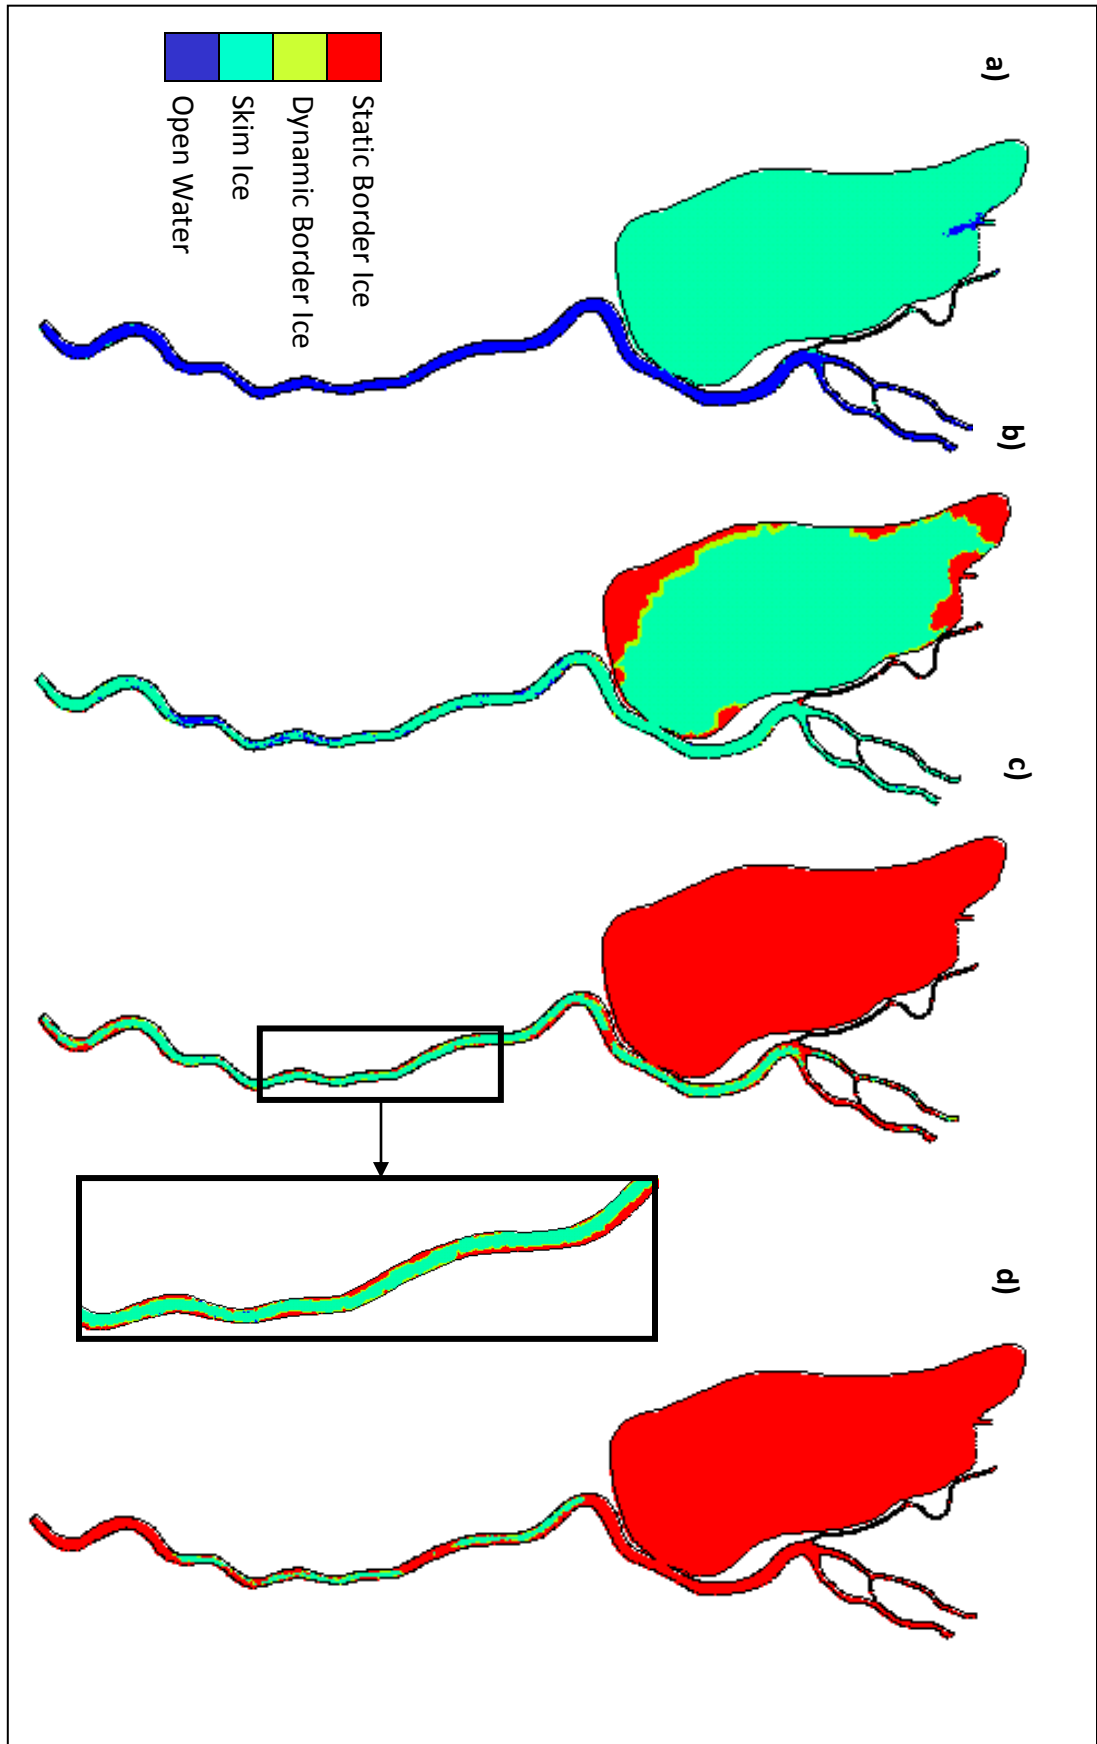 a)
Static Border Ice
Dynamic Border Ice
Skim Ice
Open Water
b)
c)
d)